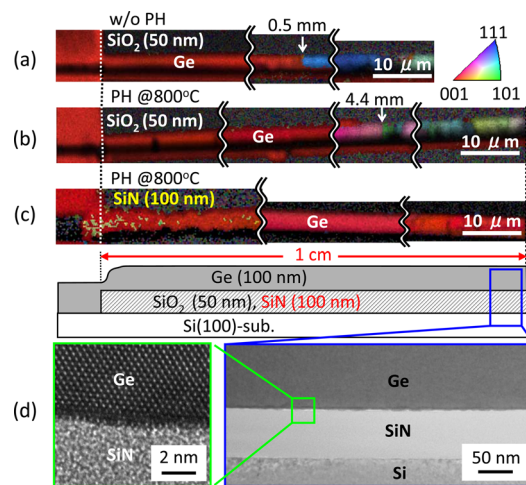 w/o PH
0.5 mm
111
(a)
SiO₂ (50 nm)
Ge
10 μm
001 101
PH @800°C
4.4 mm
(b)
SiO₂ (50 nm)
Ge
10 μm
PH @800°C
(c)
SiN (100 nm)
Ge
10 μm
1 cm
Ge (100 nm)
SiO₂ (50 nm), SiN (100 nm)
Si(100)-sub.
(d)
Ge
SiN
2 nm
Ge
SiN
Si
50 nm